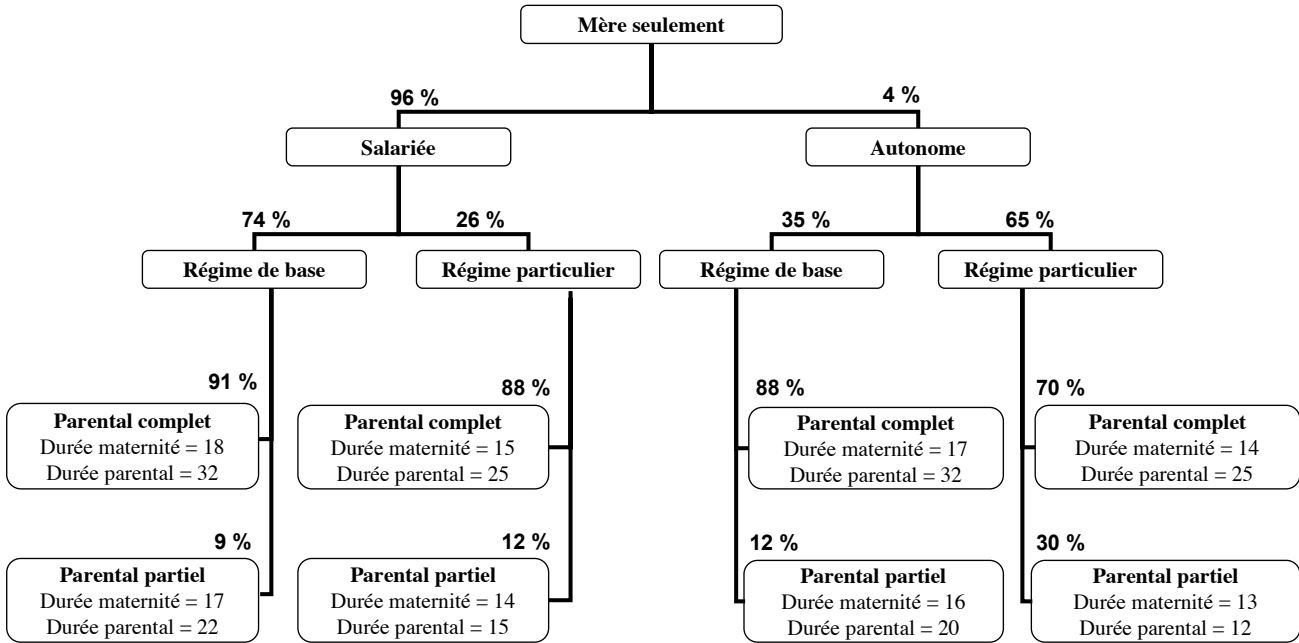 Mère seulement
96 %
4 %
Salariée
Autonome
74 %
26 %
35 %
65 %
Régime de base
Régime particulier
Régime de base
Régime particulier
91 %
88 %
88 %
70 %
Parental complet
Durée maternité = 18
Durée parental = 32
Parental complet
Durée maternité = 15
Durée parental = 25
Parental complet
Durée maternité = 17
Durée parental = 32
Parental complet
Durée maternité = 14
Durée parental = 25
9 %
12 %
12 %
30 %
Parental partiel
Durée maternité = 17
Durée parental = 22
Parental partiel
Durée maternité = 14
Durée parental = 15
Parental partiel
Durée maternité = 16
Durée parental = 20
Parental partiel
Durée maternité = 13
Durée parental = 12